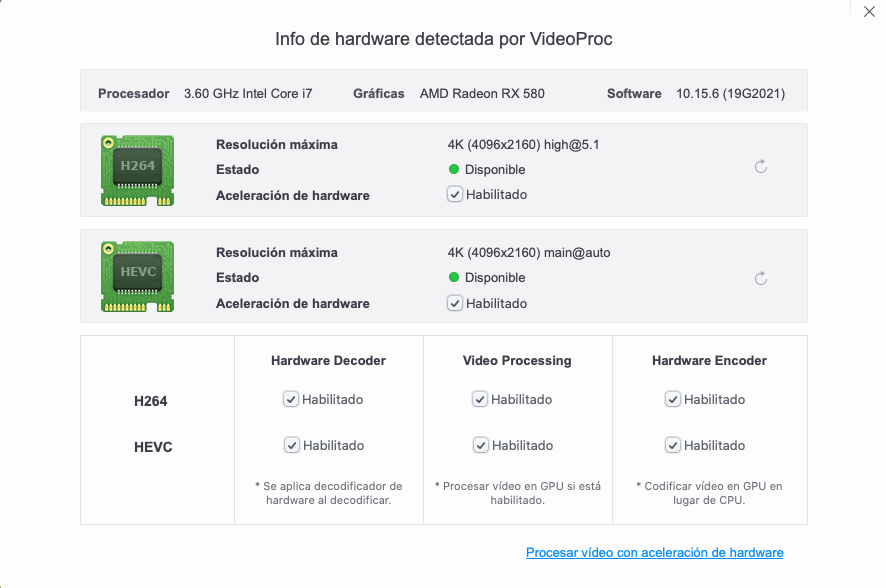 Info de hardware detectada por VideoProc
Procesador 3.60 GHz Intel Core i7 Gráficas AMD Radeon RX 580 Software 10.15.6 (19G2021)
H264
Resolución máxima 4K (4096x2160) high@5.1
Estado Disponible
Aceleración de hardware Habilitado
HEVC
Resolución máxima 4K (4096x2160) main@auto
Estado Disponible
Aceleración de hardware Habilitado
Hardware Decoder Video Processing Hardware Encoder
H264 Habilitado Habilitado Habilitado
HEVC Habilitado Habilitado Habilitado
* Se aplica decodificador de hardware al decodificar.
* Procesar vídeo en GPU si está habilitado.
* Codificar vídeo en GPU en lugar de CPU.
Procesar vídeo con aceleración de hardware